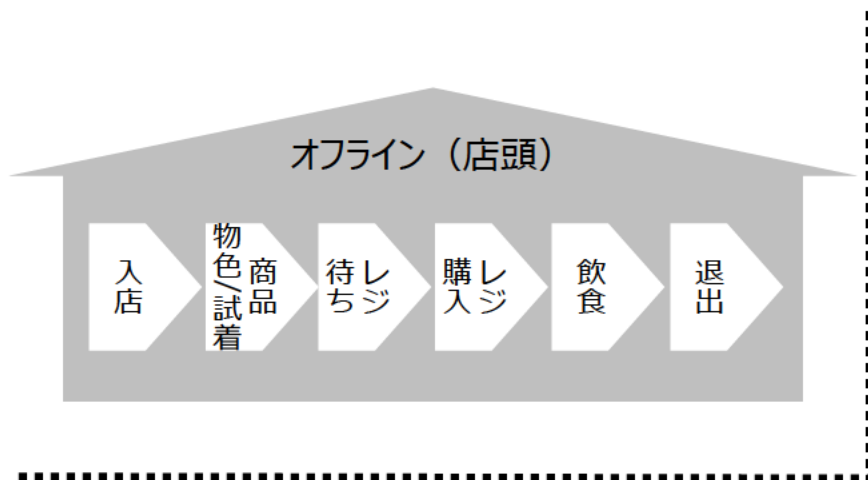 オフライン（店頭）
入店
商品
物色/試着
レジ
待ち
レジ
購入
飲食
退出